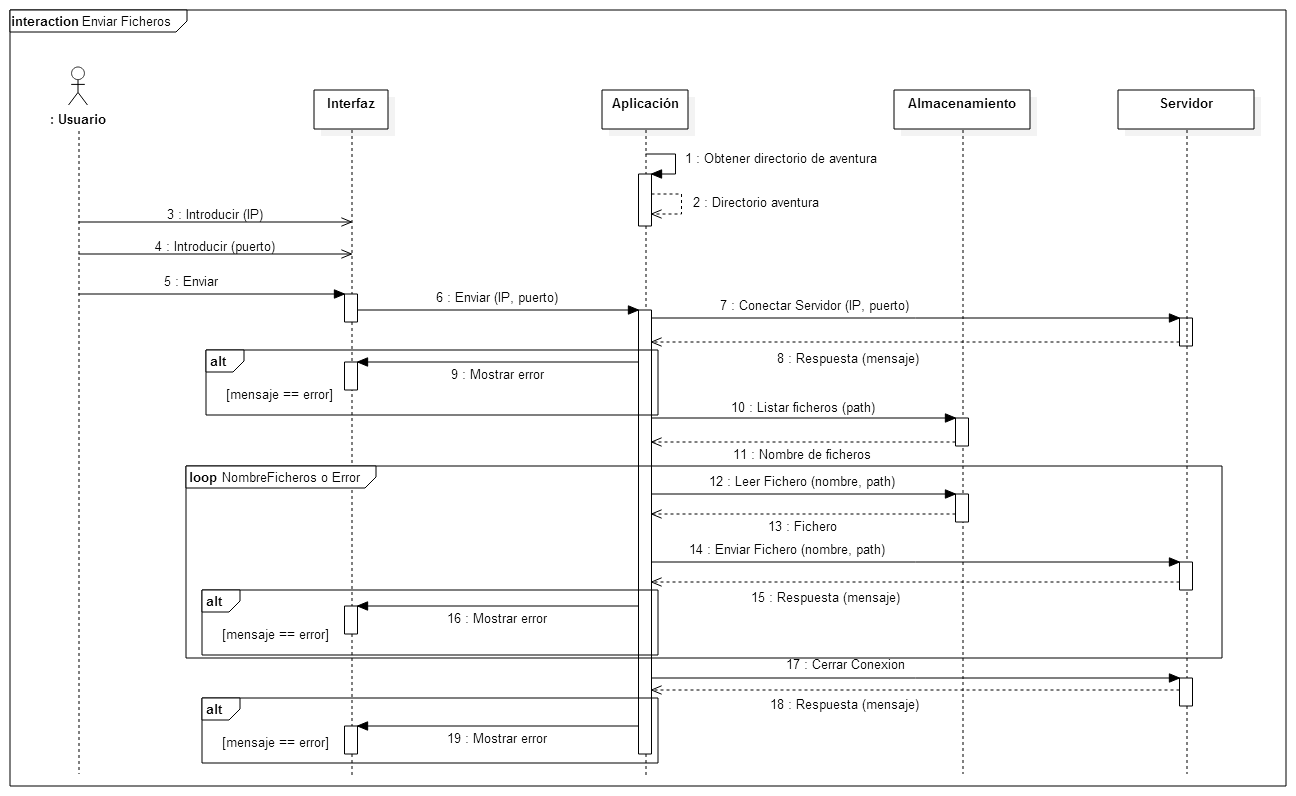 interaction Enviar Ficheros
: Usuario
Interfaz
Aplicación
Almacenamiento
Servidor
1 : Obtener directorio de aventura
2 : Directorio aventura
3 : Introducir (IP)
4 : Introducir (puerto)
5 : Enviar
6 : Enviar (IP, puerto)
7 : Conectar Servidor (IP, puerto)
8 : Respuesta (mensaje)
alt
9 : Mostrar error
[mensaje == error]
10 : Listar ficheros (path)
11 : Nombre de ficheros
loop NombreFicheros o Error
12 : Leer Fichero (nombre, path)
13 : Fichero
14 : Enviar Fichero (nombre, path)
15 : Respuesta (mensaje)
alt
16 : Mostrar error
[mensaje == error]
17 : Cerrar Conexion
18 : Respuesta (mensaje)
alt
19 : Mostrar error
[mensaje == error]